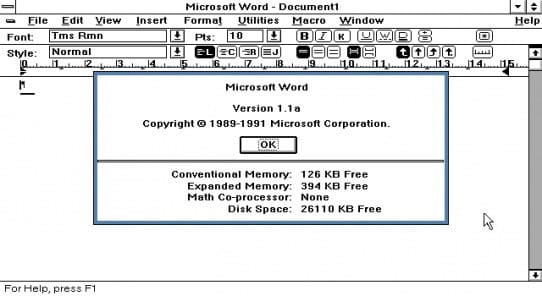 Microsoft Word - Document1
File Edit View Insert Format Utilities Macro Window Help
Font: Tms Rmn Pts: 10 B I K U W D
Style: Normal L C R J
0 1 2 3 4 5 6 7 8 9 10 11 12 13 14 15
Microsoft Word
Version 1.1a
Copyright © 1989-1991 Microsoft Corporation.
OK
Conventional Memory: 126 KB Free
Expanded Memory: 394 KB Free
Math Co-processor: None
Disk Space: 26110 KB Free
For Help, press F1